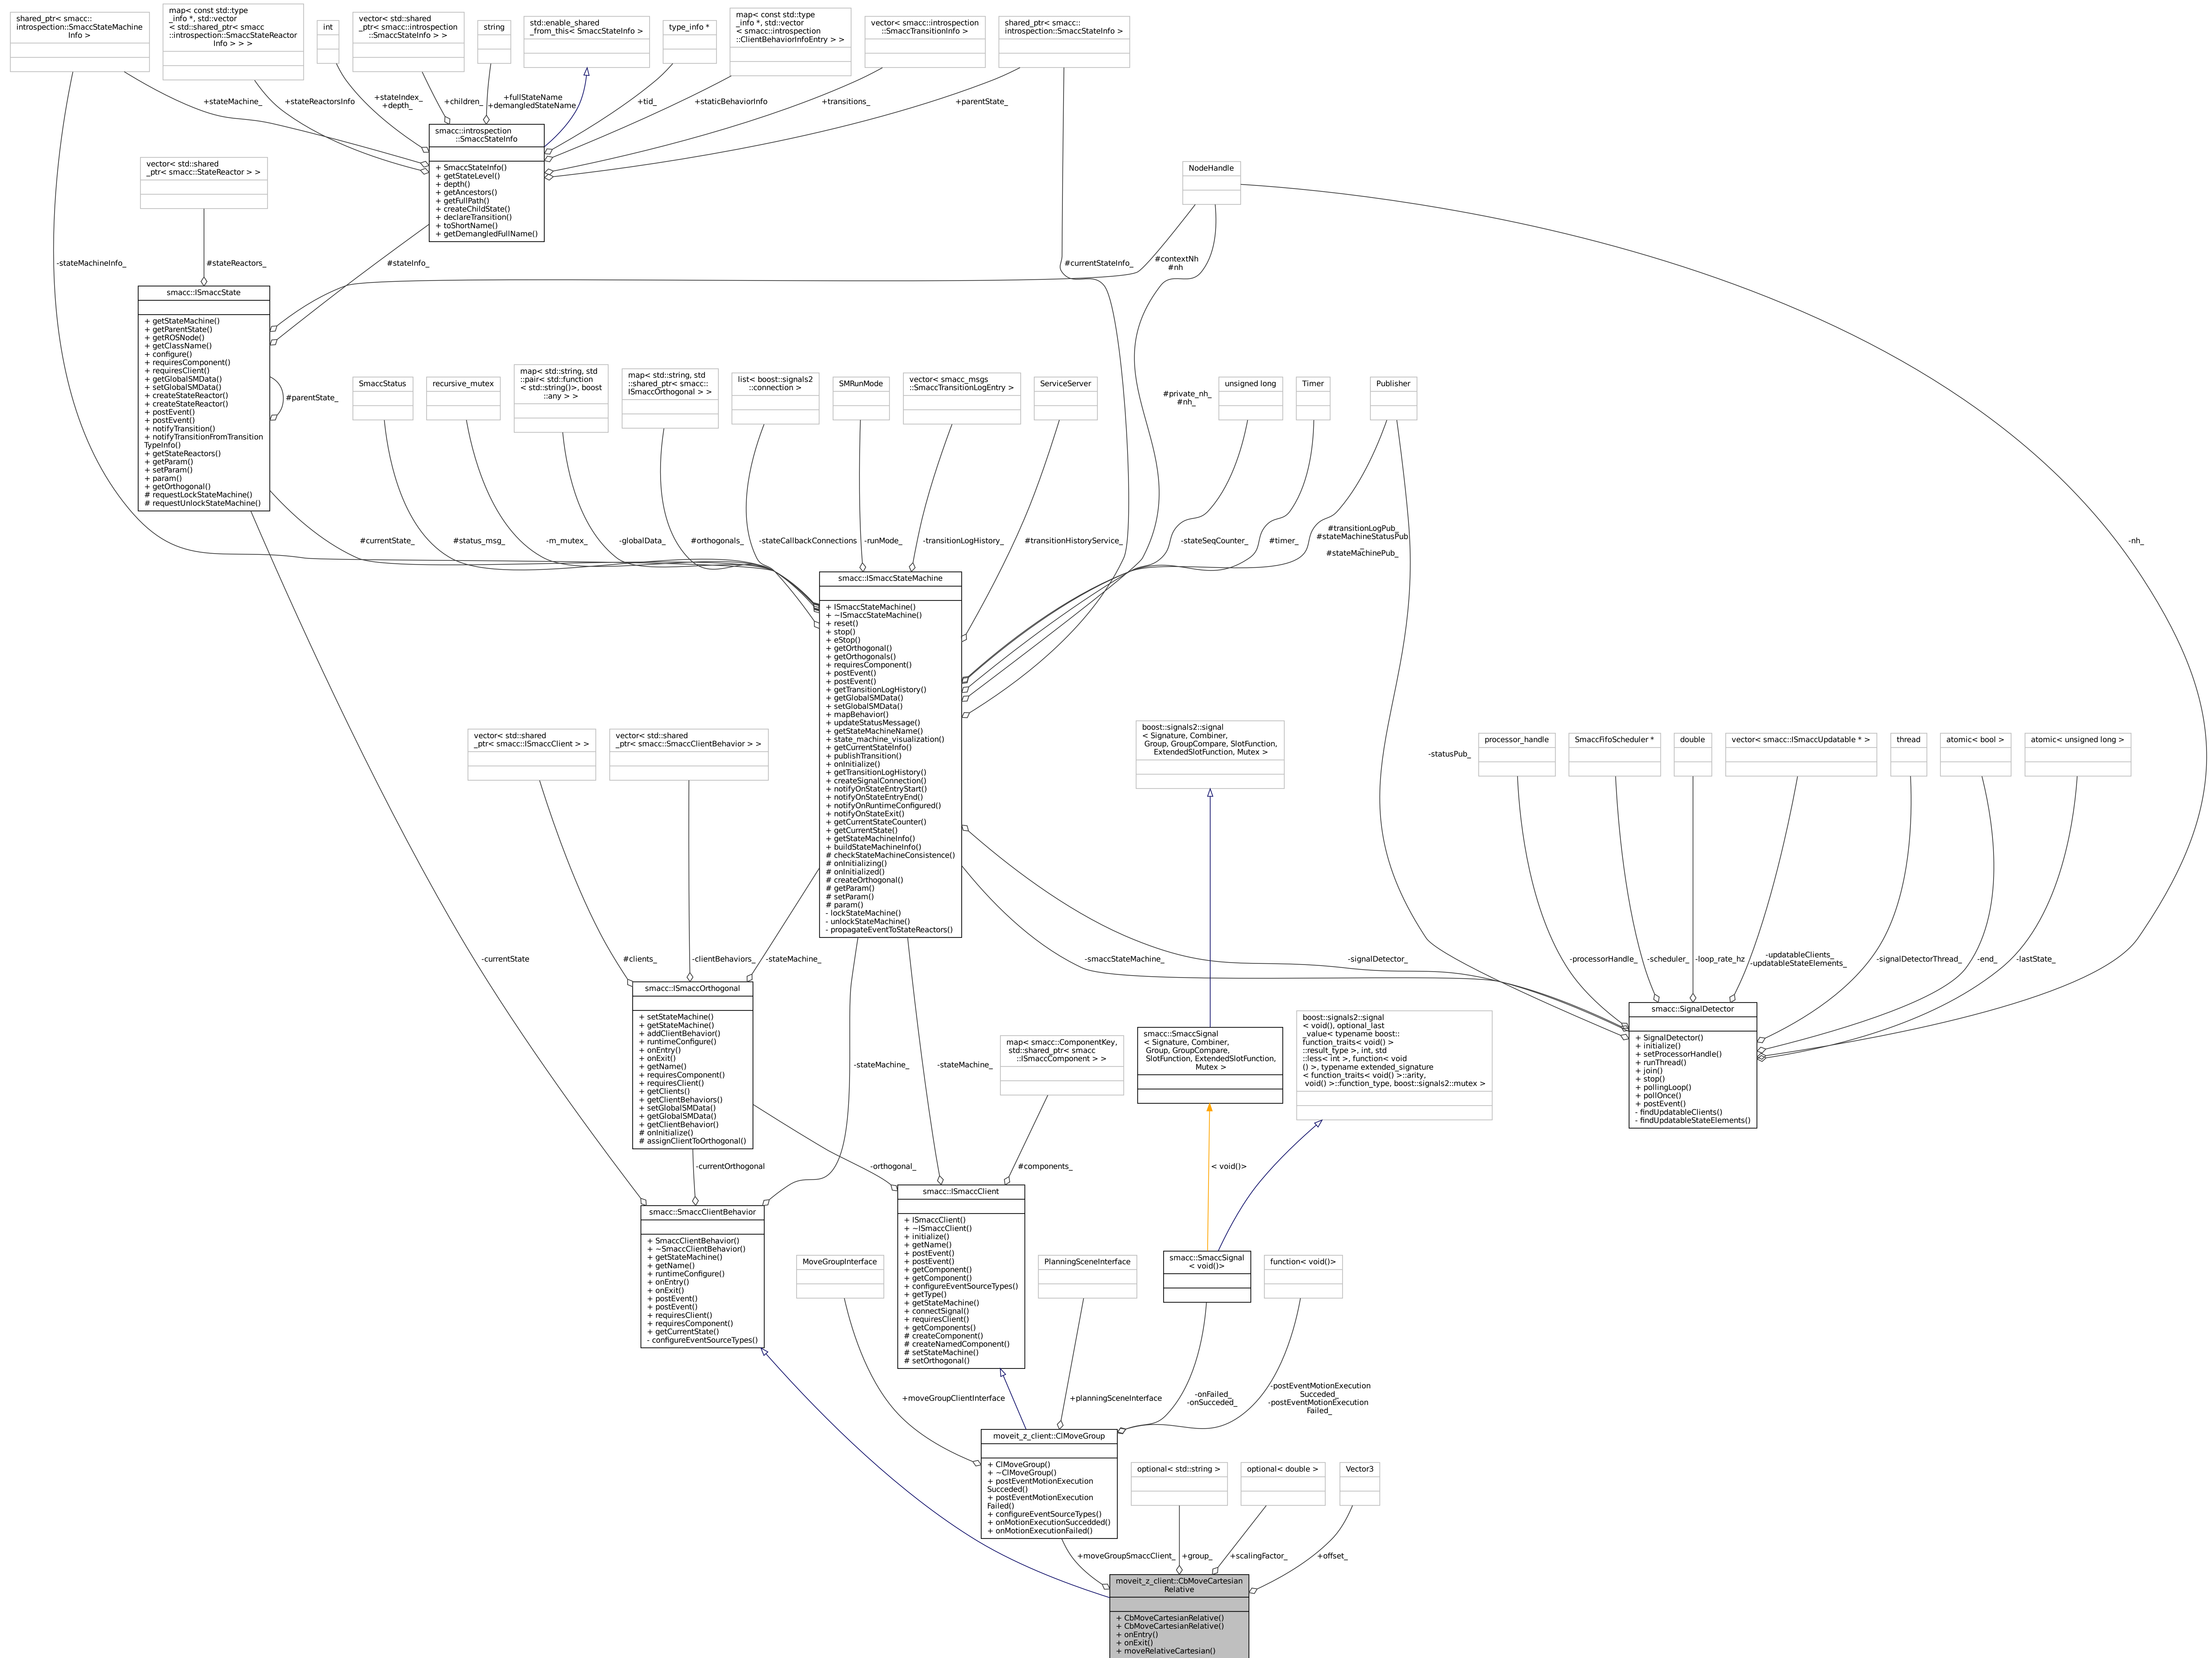 shared_ptr< smacc::
introspection::SmaccStateMachine
Info >
map< const std::type
_info *, std::vector
< std::shared_ptr< smacc
::introspection::SmaccStateReactor
Info > > >
int
vector< std::shared
_ptr< smacc::introspection
::SmaccStateInfo > >
string
std::enable_shared
_from_this< SmaccStateInfo >
type_info *
map< const std::type
_info *, std::vector
< smacc::introspection
::ClientBehaviorInfoEntry > >
vector< smacc::introspection
::SmaccTransitionInfo >
shared_ptr< smacc::
introspection::SmaccStateInfo >
+stateMachine_
+stateReactorsInfo
+stateIndex_
+depth_
+children_
+fullStateName
+demangledStateName
+tid_
+staticBehaviorInfo
+transitions_
+parentState_
smacc::introspection
::SmaccStateInfo
+ SmaccStateInfo()
+ getStateLevel()
+ depth()
+ getAncestors()
+ getFullPath()
+ createChildState()
+ declareTransition()
+ toShortName()
+ getDemangledFullName()
vector< std::shared
_ptr< smacc::StateReactor > >
NodeHandle
-stateMachineInfo_
#stateReactors_
#stateInfo_
#currentStateInfo_
#contextNh
#nh
smacc::ISmaccState
+ getStateMachine()
+ getParentState()
+ getROSNode()
+ getClassName()
+ configure()
+ requiresComponent()
+ requiresClient()
+ getGlobalSMData()
+ setGlobalSMData()
+ createStateReactor()
+ createStateReactor()
+ postEvent()
+ postEvent()
+ notifyTransition()
+ notifyTransitionFromTransition
TypeInfo()
+ getStateReactors()
+ getParam()
+ setParam()
+ param()
+ getOrthogonal()
# requestLockStateMachine()
# requestUnlockStateMachine()
#parentState_
SmaccStatus
recursive_mutex
map< std::string, std
::pair< std::function
< std::string()>, boost
::any > >
map< std::string, std
::shared_ptr< smacc::
ISmaccOrthogonal > >
list< boost::signals2
::connection >
SMRunMode
vector< smacc_msgs
::SmaccTransitionLogEntry >
ServiceServer
#private_nh_
#nh_
unsigned long
Timer
Publisher
#currentState_
#status_msg_
-m_mutex_
-globalData_
#orthogonals_
-stateCallbackConnections
-runMode_
-transitionLogHistory_
#transitionHistoryService_
-stateSeqCounter_
#timer_
#transitionLogPub_
#stateMachineStatusPub
_
#stateMachinePub_
-nh_
smacc::ISmaccStateMachine
+ ISmaccStateMachine()
+ ~ISmaccStateMachine()
+ reset()
+ stop()
+ eStop()
+ getOrthogonal()
+ getOrthogonals()
+ requiresComponent()
+ postEvent()
+ postEvent()
+ getTransitionLogHistory()
+ getGlobalSMData()
+ setGlobalSMData()
+ mapBehavior()
+ updateStatusMessage()
+ getStateMachineName()
+ state_machine_visualization()
+ getCurrentStateInfo()
+ publishTransition()
+ onInitialize()
+ getTransitionLogHistory()
+ createSignalConnection()
+ notifyOnStateEntryStart()
+ notifyOnStateEntryEnd()
+ notifyOnRuntimeConfigured()
+ notifyOnStateExit()
+ getCurrentStateCounter()
+ getCurrentState()
+ getStateMachineInfo()
+ buildStateMachineInfo()
# checkStateMachineConsistence()
# onInitializing()
# onInitialized()
# createOrthogonal()
# getParam()
# setParam()
# param()
- lockStateMachine()
- unlockStateMachine()
- propagateEventToStateReactors()
vector< std::shared
_ptr< smacc::ISmaccClient > >
vector< std::shared
_ptr< smacc::SmaccClientBehavior > >
boost::signals2::signal
< Signature, Combiner,
Group, GroupCompare, SlotFunction,
ExtendedSlotFunction, Mutex >
-statusPub_
processor_handle
SmaccFifoScheduler *
double
vector< smacc::ISmaccUpdatable * >
thread
atomic< bool >
atomic< unsigned long >
-currentState
#clients_
-clientBehaviors_
-stateMachine_
-smaccStateMachine_
-signalDetector_
-processorHandle_
-scheduler_
-loop_rate_hz
-updatableClients_
-updatableStateElements_
-signalDetectorThread_
-end_
-lastState_
smacc::ISmaccOrthogonal
+ setStateMachine()
+ getStateMachine()
+ addClientBehavior()
+ runtimeConfigure()
+ onEntry()
+ onExit()
+ getName()
+ requiresComponent()
+ requiresClient()
+ getClients()
+ getClientBehaviors()
+ setGlobalSMData()
+ getGlobalSMData()
+ getClientBehavior()
# onInitialize()
# assignClientToOrthogonal()
-stateMachine_
-stateMachine_
map< smacc::ComponentKey,
std::shared_ptr< smacc
::ISmaccComponent > >
smacc::SmaccSignal
< Signature, Combiner,
Group, GroupCompare,
SlotFunction, ExtendedSlotFunction,
Mutex >
boost::signals2::signal
< void(), optional_last
_value< typename boost::
function_traits< void() >
::result_type >, int, std
::less< int >, function< void
() >, typename extended_signature
< function_traits< void() >::arity,
void() >::function_type, boost::signals2::mutex >
smacc::SignalDetector
+ SignalDetector()
+ initialize()
+ setProcessorHandle()
+ runThread()
+ join()
+ stop()
+ pollingLoop()
+ pollOnce()
+ postEvent()
- findUpdatableClients()
- findUpdatableStateElements()
-currentOrthogonal
-orthogonal_
#components_
< void()>
smacc::SmaccClientBehavior
+ SmaccClientBehavior()
+ ~SmaccClientBehavior()
+ getStateMachine()
+ getName()
+ runtimeConfigure()
+ onEntry()
+ onExit()
+ postEvent()
+ postEvent()
+ requiresClient()
+ requiresComponent()
+ getCurrentState()
- configureEventSourceTypes()
smacc::ISmaccClient
+ ISmaccClient()
+ ~ISmaccClient()
+ initialize()
+ getName()
+ postEvent()
+ postEvent()
+ getComponent()
+ getComponent()
+ configureEventSourceTypes()
+ getType()
+ getStateMachine()
+ connectSignal()
+ requiresClient()
+ getComponents()
# createComponent()
# createNamedComponent()
# setStateMachine()
# setOrthogonal()
MoveGroupInterface
PlanningSceneInterface
smacc::SmaccSignal
< void()>
function< void()>
+moveGroupClientInterface
+planningSceneInterface
-onFailed_
-onSucceded_
-postEventMotionExecution
Succeded_
-postEventMotionExecution
Failed_
moveit_z_client::ClMoveGroup
+ ClMoveGroup()
+ ~ClMoveGroup()
+ postEventMotionExecution
Succeded()
+ postEventMotionExecution
Failed()
+ configureEventSourceTypes()
+ onMotionExecutionSuccedded()
+ onMotionExecutionFailed()
optional< std::string >
optional< double >
Vector3
+moveGroupSmaccClient_
+group_
+scalingFactor_
+offset_
moveit_z_client::CbMoveCartesian
Relative
+ CbMoveCartesianRelative()
+ CbMoveCartesianRelative()
+ onEntry()
+ onExit()
+ moveRelativeCartesian()